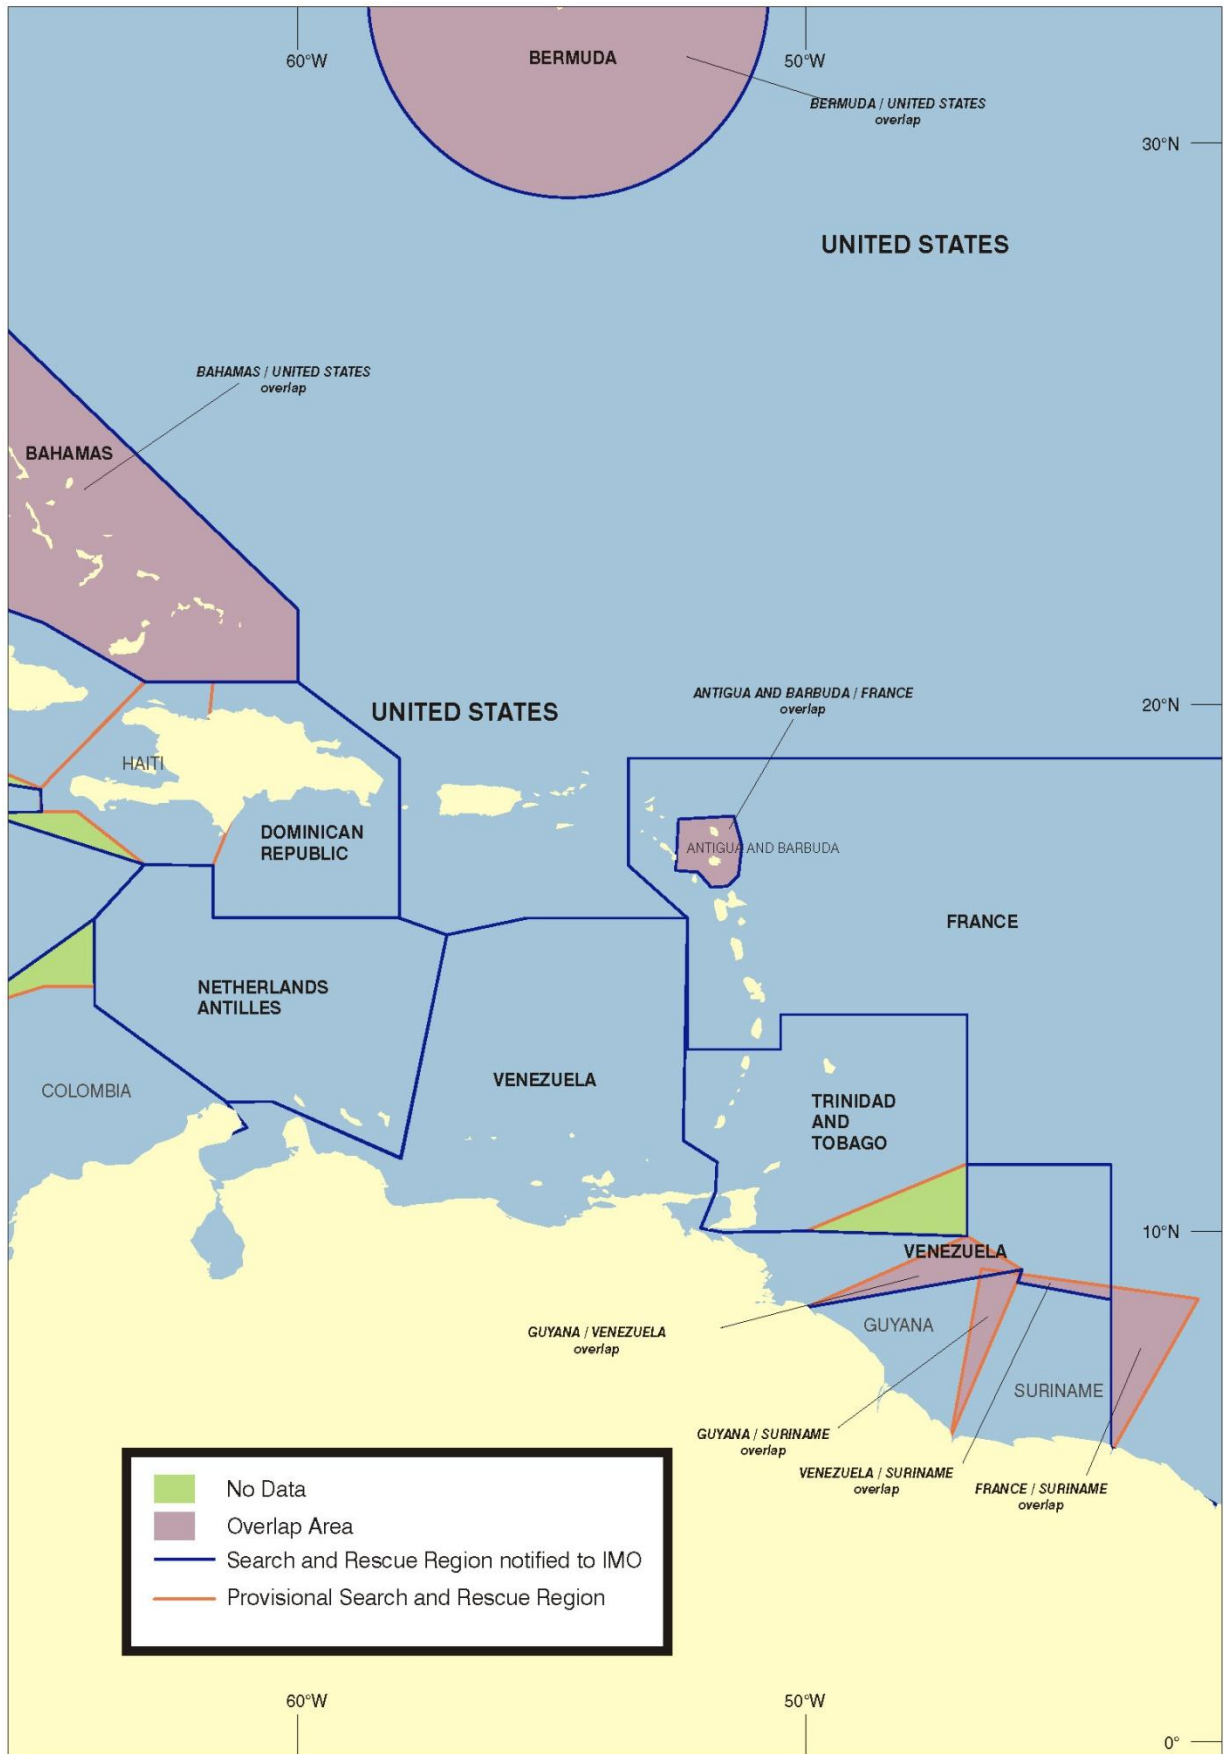 60°W
50°W
BERMUDA
BERMUDA / UNITED STATES
overlap
30°N
UNITED STATES
BAHAMAS / UNITED STATES
overlap
BAHAMAS
ANTIGUA AND BARBUDA / FRANCE
overlap
20°N
UNITED STATES
HAITI
DOMINICAN
REPUBLIC
ANTIGUA AND BARBUDA
FRANCE
NETHERLANDS
ANTILLES
COLOMBIA
VENEZUELA
TRINIDAD
AND
TOBAGO
10°N
VENEZUELA
GUYANA / VENEZUELA
overlap
GUYANA
SURINAME
GUYANA / SURINAME
overlap
VENEZUELA / SURINAME
overlap
FRANCE / SURINAME
overlap
No Data
Overlap Area
Search and Rescue Region notified to IMO
Provisional Search and Rescue Region
60°W
50°W
0°